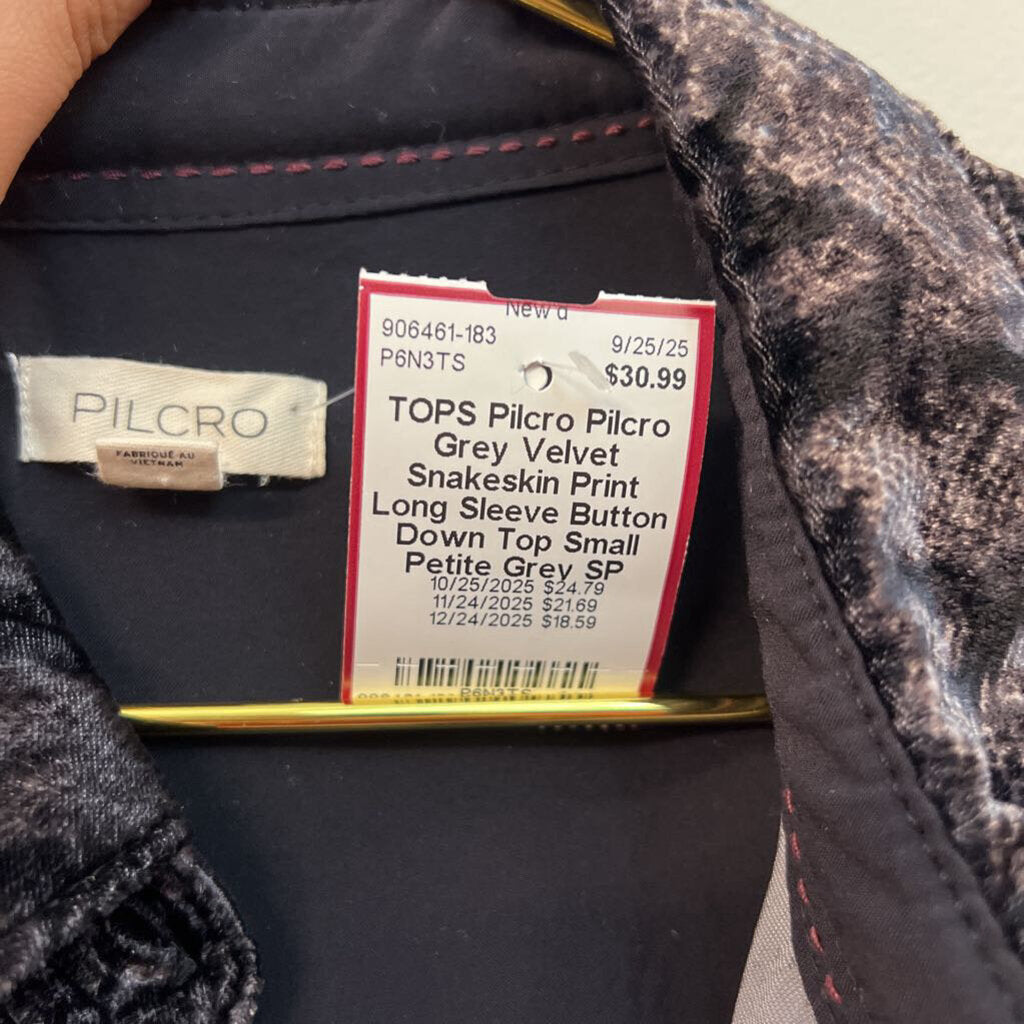 New'd
906461-183
9/25/25
P6N3TS
$30.99
TOPS Pilcro Pilcro
Grey Velvet
Snakeskin Print
Long Sleeve Button
Down Top Small
Petite Grey SP
10/25/2025 $24.79
11/24/2025 $21.69
12/24/2025 $18.59
P6N3TS
PILCRO
FABRIQUÉ AU
VIETNAM